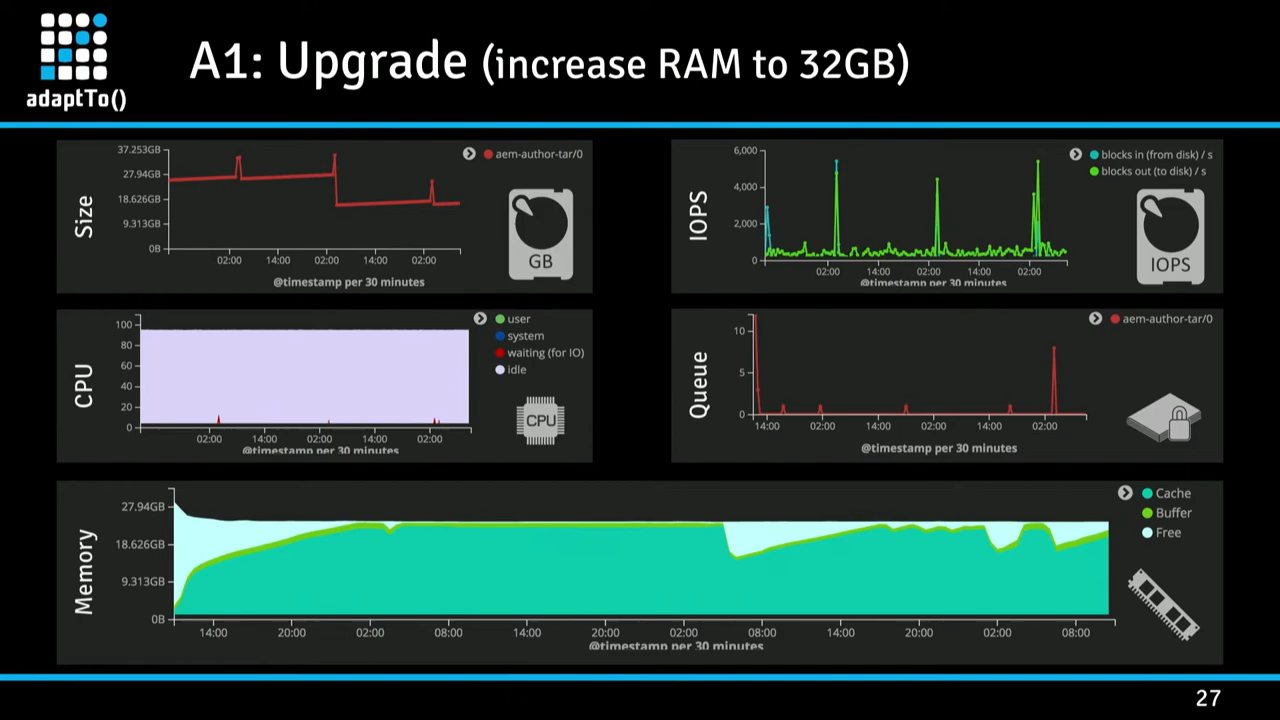 adaptTo()
A1: Upgrade (increase RAM to 32GB)
Size
37.253GB
27.94GB
18.626GB
9.313GB
0B
02:00 14:00 02:00 14:00 02:00
@timestamp per 30 minutes
aem-author-tar/0
GB
IOPS
6,000
4,000
2,000
0
02:00 14:00 02:00 14:00 02:00
@timestamp per 30 minutes
blocks in (from disk) / s
blocks out (to disk) / s
IOPS
CPU
100
80
60
40
20
0
02:00 14:00 02:00 14:00 02:00
@timestamp per 30 minutes
user
system
waiting (for IO)
idle
CPU
Queue
10
5
0
14:00 02:00 14:00 02:00 14:00 02:00
@timestamp per 30 minutes
aem-author-tar/0
Memory
27.94GB
18.626GB
9.313GB
0B
14:00 20:00 02:00 08:00 14:00 20:00 02:00 08:00 14:00 20:00 02:00 08:00
@timestamp per 30 minutes
Cache
Buffer
Free
27